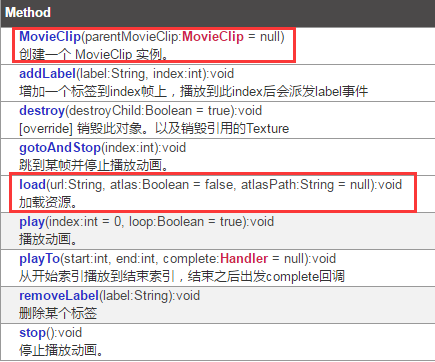 Method
MovieClip(parentMovieClip:MovieClip = null)
创建一个 MovieClip 实例。
addLabel(label:String, index:int):void
增加一个标签到index帧上，播放到此index后会派发label事件
destroy(destroyChild:Boolean = true):void
[override] 销毁此对象。以及销毁引用的Texture
gotoAndStop(index:int):void
跳到某帧并停止播放动画。
load(url:String, atlas:Boolean = false, atlasPath:String = null):void
加载资源。
play(index:int = 0, loop:Boolean = true):void
播放动画。
playTo(start:int, end:int, complete:Handler = null):void
从开始索引播放到结束索引，结束之后出发complete回调
removeLabel(label:String):void
删除某个标签
stop():void
停止播放动画。